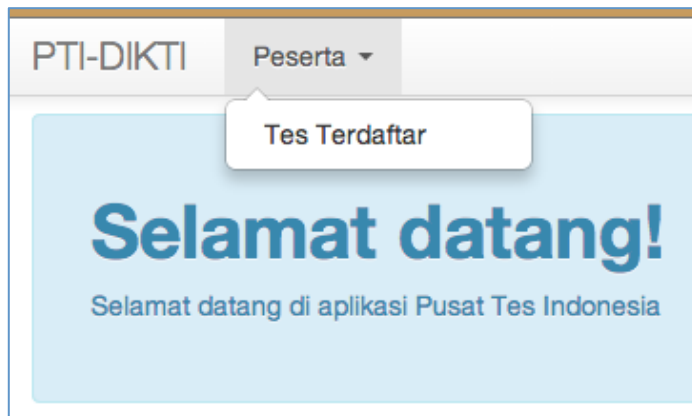 PTI-DIKTI Peserta
Tes Terdaftar
Selamat datang!
Selamat datang di aplikasi Pusat Tes Indonesia